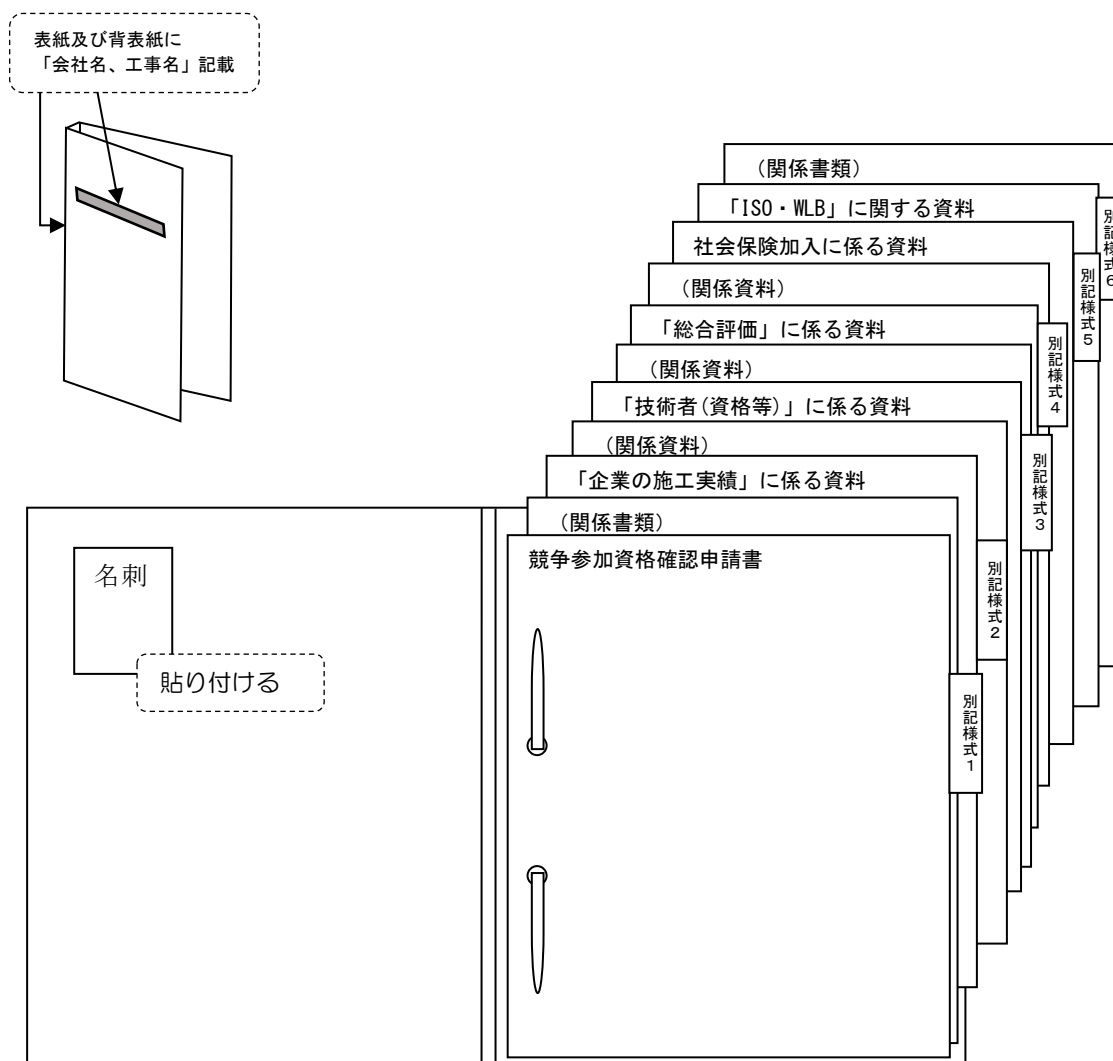 表紙及び背表紙に
「会社名、工事名」記載
(関係書類)
「ISO・WLB」に関する資料
社会保険加入に係る資料
(関係資料)
「総合評価」に係る資料
(関係資料)
「技術者(資格等)」に係る資料
(関係資料)
「企業の施工実績」に係る資料
(関係書類)
競争参加資格確認申請書
別記様式6
別記様式5
別記様式4
別記様式3
別記様式2
別記様式1
名刺
貼り付ける